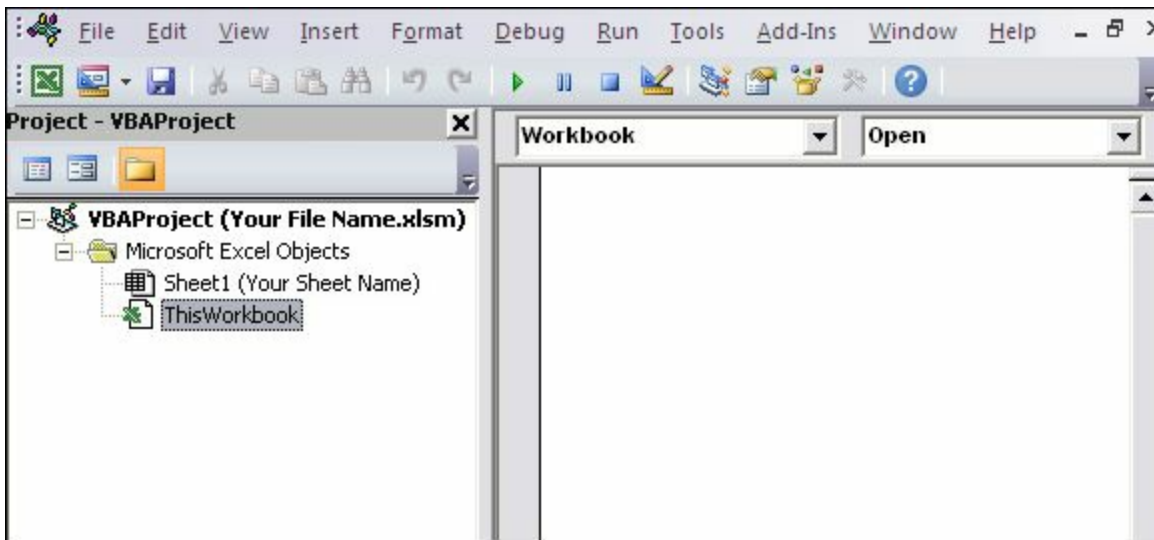 File Edit View Insert Format Debug Run Tools Add-Ins Window Help
Project - VBAProject
Workbook
Open
VBAProject (Your File Name.xlsm)
Microsoft Excel Objects
Sheet1 (Your Sheet Name)
ThisWorkbook